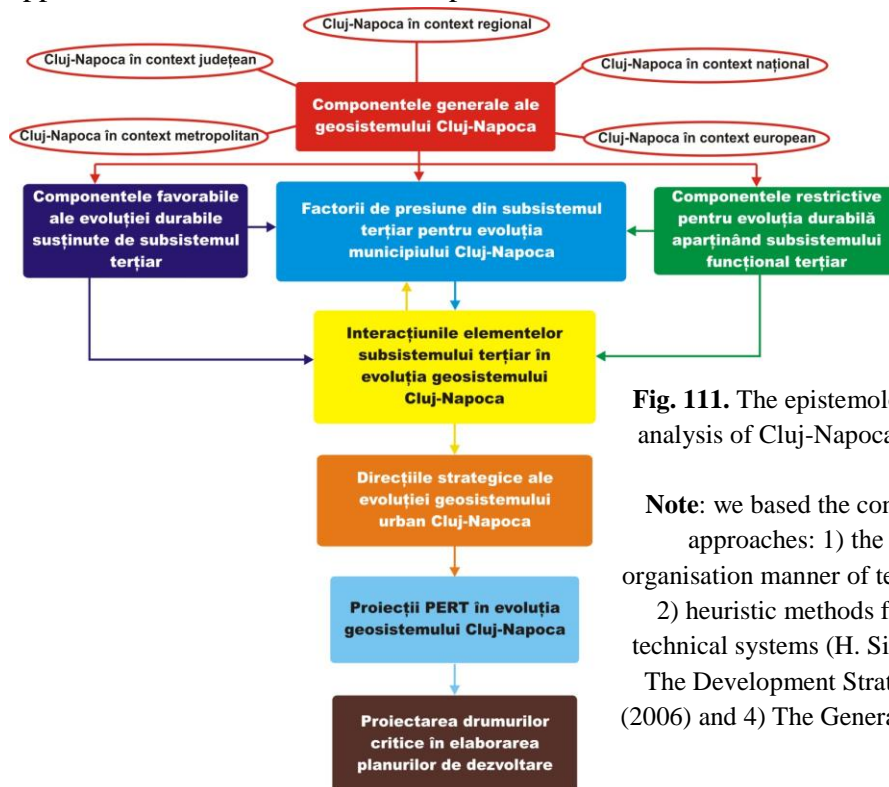 Cluj-Napoca în context regional
Cluj-Napoca în context județean
Cluj-Napoca în context național
Componentele generale ale
geosistemului Cluj-Napoca
Cluj-Napoca în context metropolitan
Cluj-Napoca în context european
Componentele favorabile
ale evoluției durabile
susținute de subsistemul
terțiar
Factorii de presiune din subsistemul
terțiar pentru evoluția
municipiului Cluj-Napoca
Componentele restrictive
pentru evoluția durabilă
aparținând subsistemului
funcțional terțiar
Interacțiunile elementelor
subsistemului terțiar în
evoluția geosistemului
Cluj-Napoca
Fig. 111. The epistemol
analysis of Cluj-Napoca
Direcțiile strategice ale
evoluției geosistemului
urban Cluj-Napoca
Note: we based the con
approaches: 1) the
organisation manner of te
2) heuristic methods f
technical systems (H. Si
The Development Strat
(2006) and 4) The Genera
Proiecții PERT în evoluția
geosistemului Cluj-Napoca
Proiectarea drumurilor
critice în elaborarea
planurilor de dezvoltare